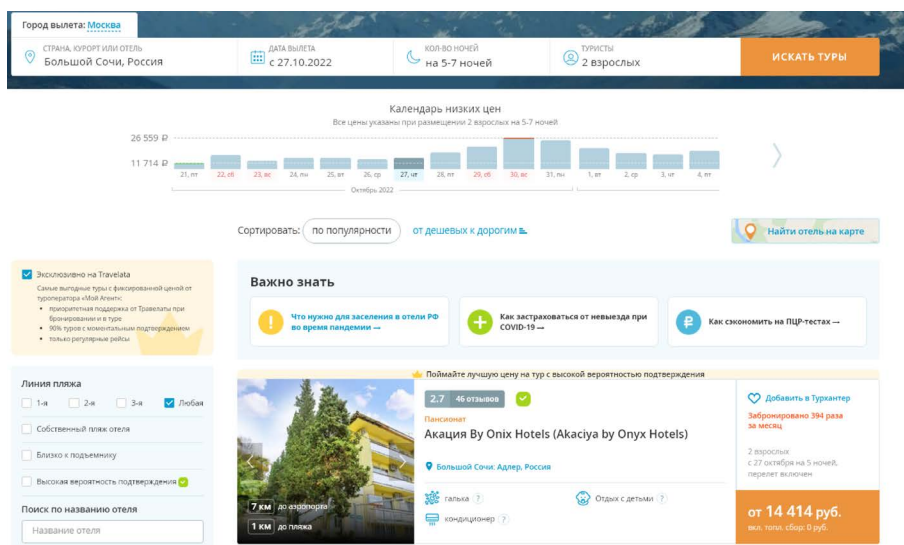 Город вылета: Москва
СТРАНА, КУРОРТ ИЛИ ОТЕЛЬ
Большой Сочи, Россия
ДАТА ВЫЛЕТА
с 27.10.2022
КОЛ-ВО НОЧЕЙ
на 5-7 ночей
ТУРИСТЫ
2 взрослых
ИСКАТЬ ТУРЫ
Календарь низких цен
Все цены указаны при размещении 2 взрослых на 5-7 ночей
26 559 ₽
11 714 ₽
21, пт 22, сб 23, вс 24, пн 25, вт 26, ср 27, чт 28, пт 29, сб 30, вс 31, пн 1, вт 2, ср 3, чт 4, пт
Октябрь 2022
Сортировать: по популярности от дешевых к дорогим
Найти отель на карте
Эксклюзивно на Travelata
Самые выгодные туры с фиксированной ценой от
туроператора «Мой Агент»:
• приоритетная поддержка от Травелаты при
бронировании и в туре
• 90% туров с моментальным подтверждением
• только регулярные рейсы
Линия пляжа
1-я 2-я 3-я Любая
Собственный пляж отеля
Близко к подъемнику
Высокая вероятность подтверждения
Поиск по названию отеля
Название отеля
Важно знать
Что нужно для заселения в отели РФ
во время пандемии →
Как застраховаться от невыезда при
COVID-19 →
Как сэкономить на ПЦР-тестах →
Поймайте лучшую цену на тур с высокой вероятностью подтверждения
7 км до аэропорта
1 км до пляжа
2.7 46 отзывов
Пансионат
Акация By Onix Hotels (Akaciya by Onyx Hotels)
Большой Сочи: Адлер, Россия
галька ?
Отдых с детьми ?
кондиционер ?
Добавить в Турхантер
Забронировано 394 раза
за месяц
2 взрослых
с 27 октября на 5 ночей,
перелет включен
от 14 414 руб.
вкл. топл. сбор: 0 руб.